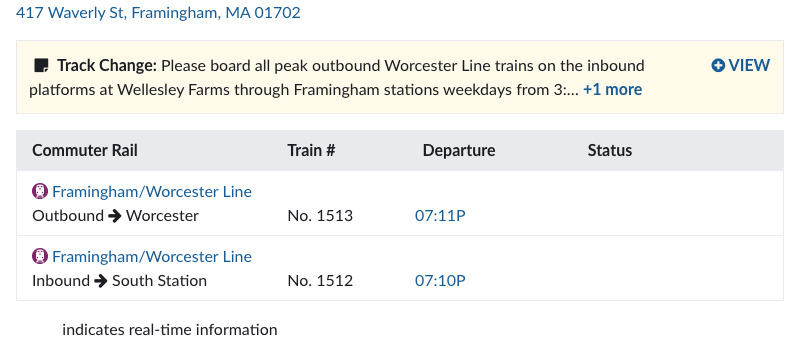 417 Waverly St, Framingham, MA 01702
Track Change: Please board all peak outbound Worcester Line trains on the inbound
platforms at Wellesley Farms through Framingham stations weekdays from 3:... +1 more
VIEW
Commuter Rail Train # Departure Status
Framingham/Worcester Line
Outbound → Worcester No. 1513 07:11P
Framingham/Worcester Line
Inbound → South Station No. 1512 07:10P
indicates real-time information